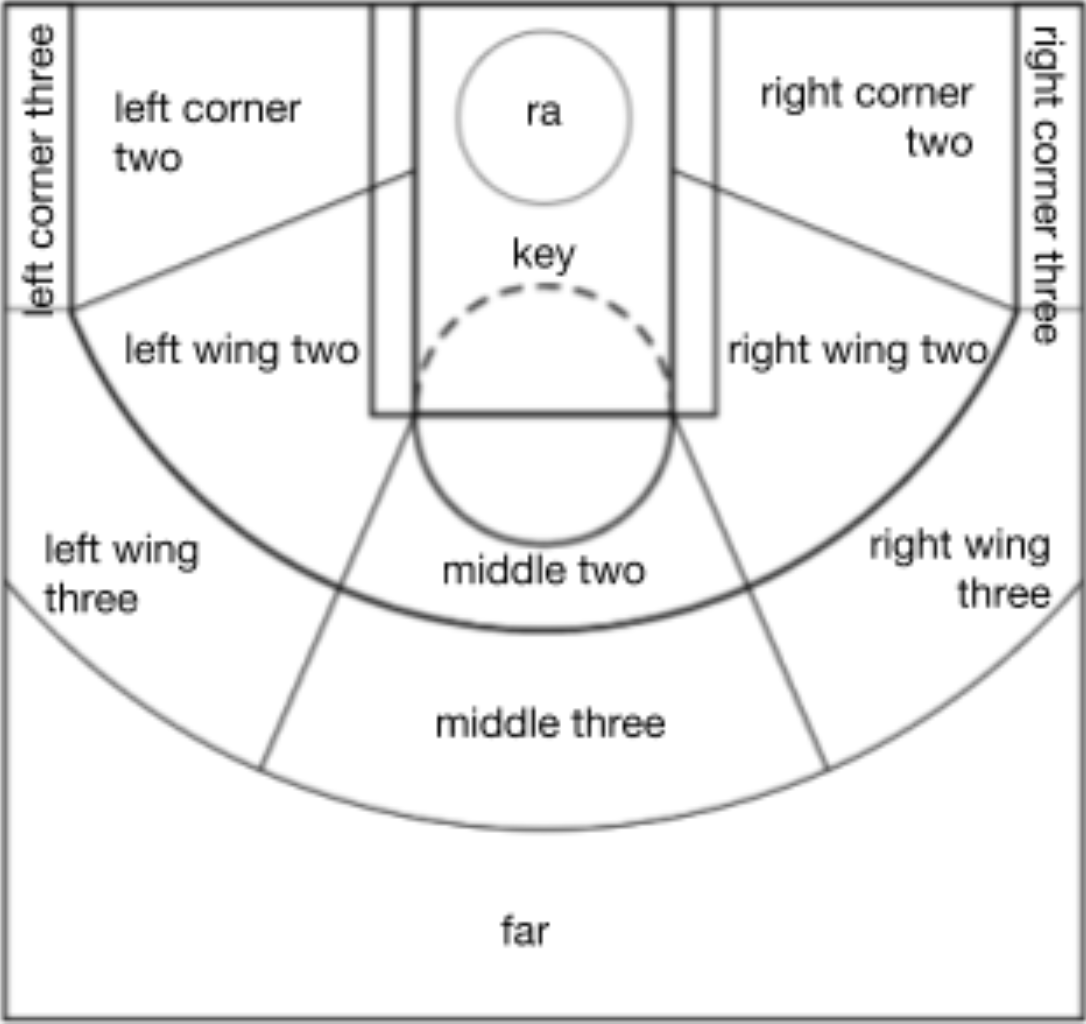 left corner three
left corner
two
ra
right corner
two
right corner three
key
left wing two
right wing two
left wing
three
middle two
right wing
three
middle three
far